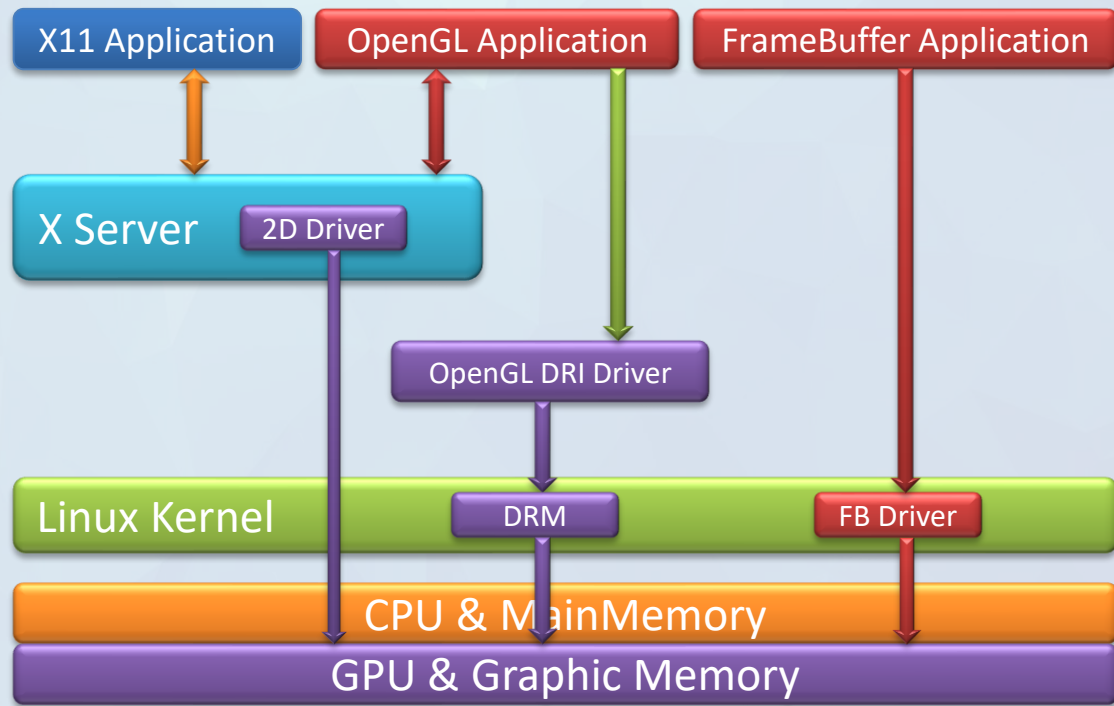 X11 Application
OpenGL Application
FrameBuffer Application
X Server
2D Driver
OpenGL DRI Driver
Linux Kernel
DRM
FB Driver
CPU & MainMemory
GPU & Graphic Memory